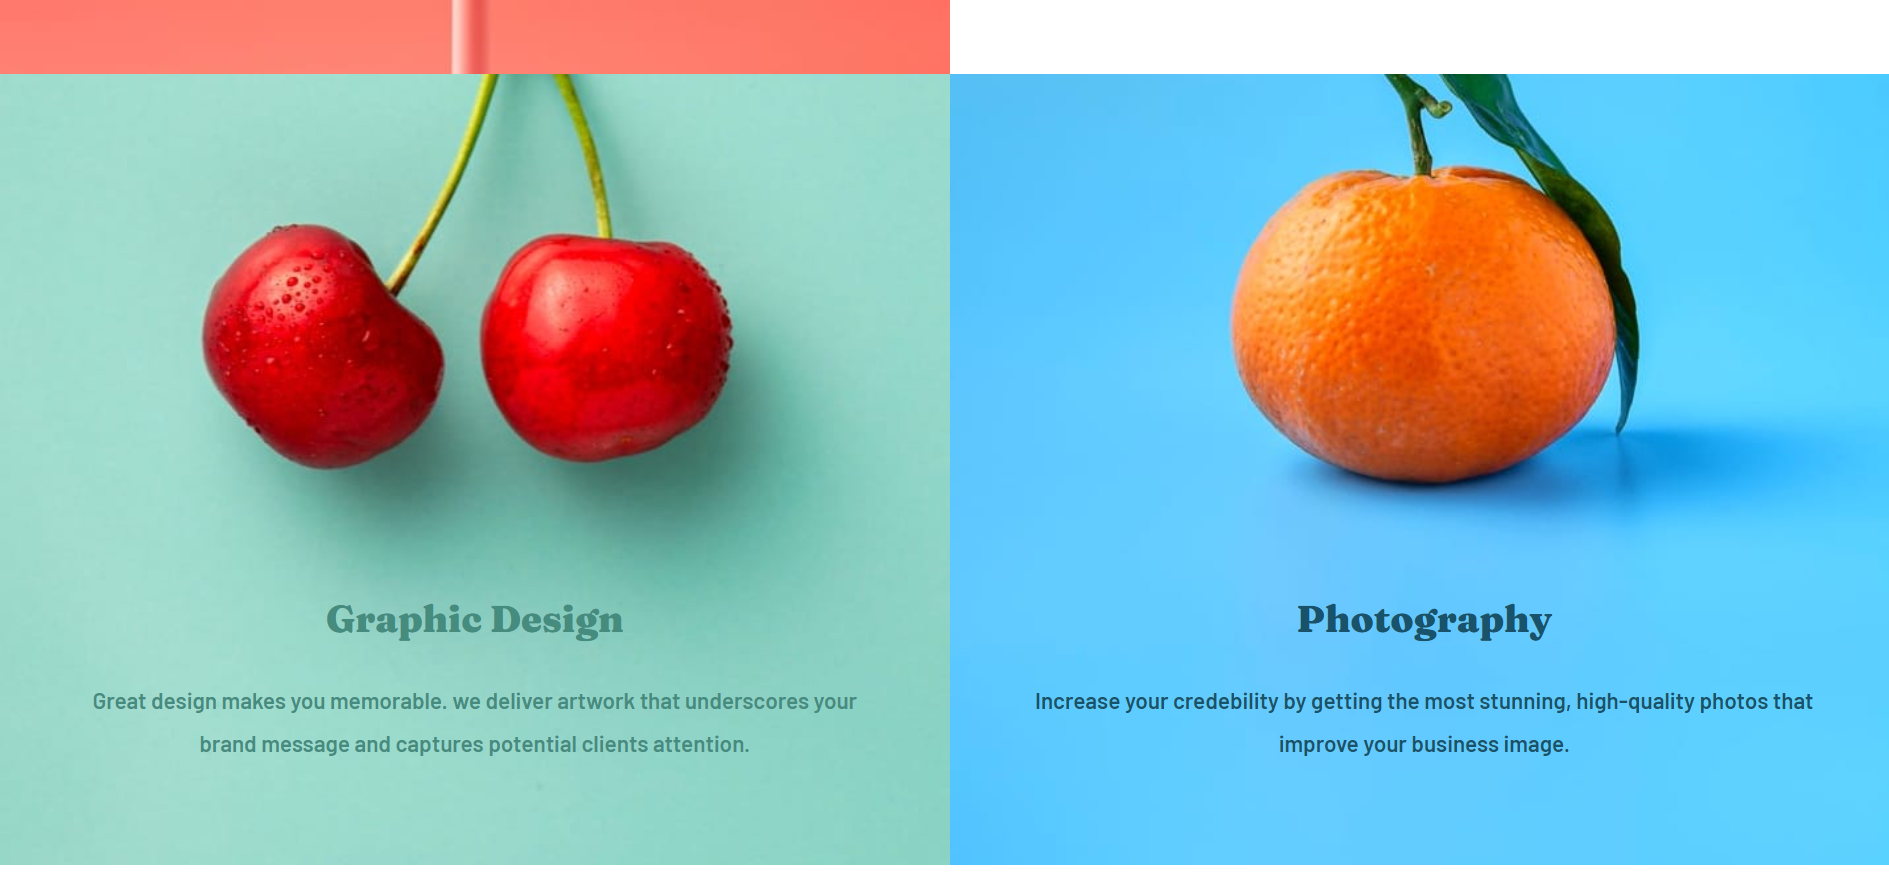 Graphic Design
Great design makes you memorable. we deliver artwork that underscores your
brand message and captures potential clients attention.
Photography
Increase your credebility by getting the most stunning, high-quality photos that
improve your business image.